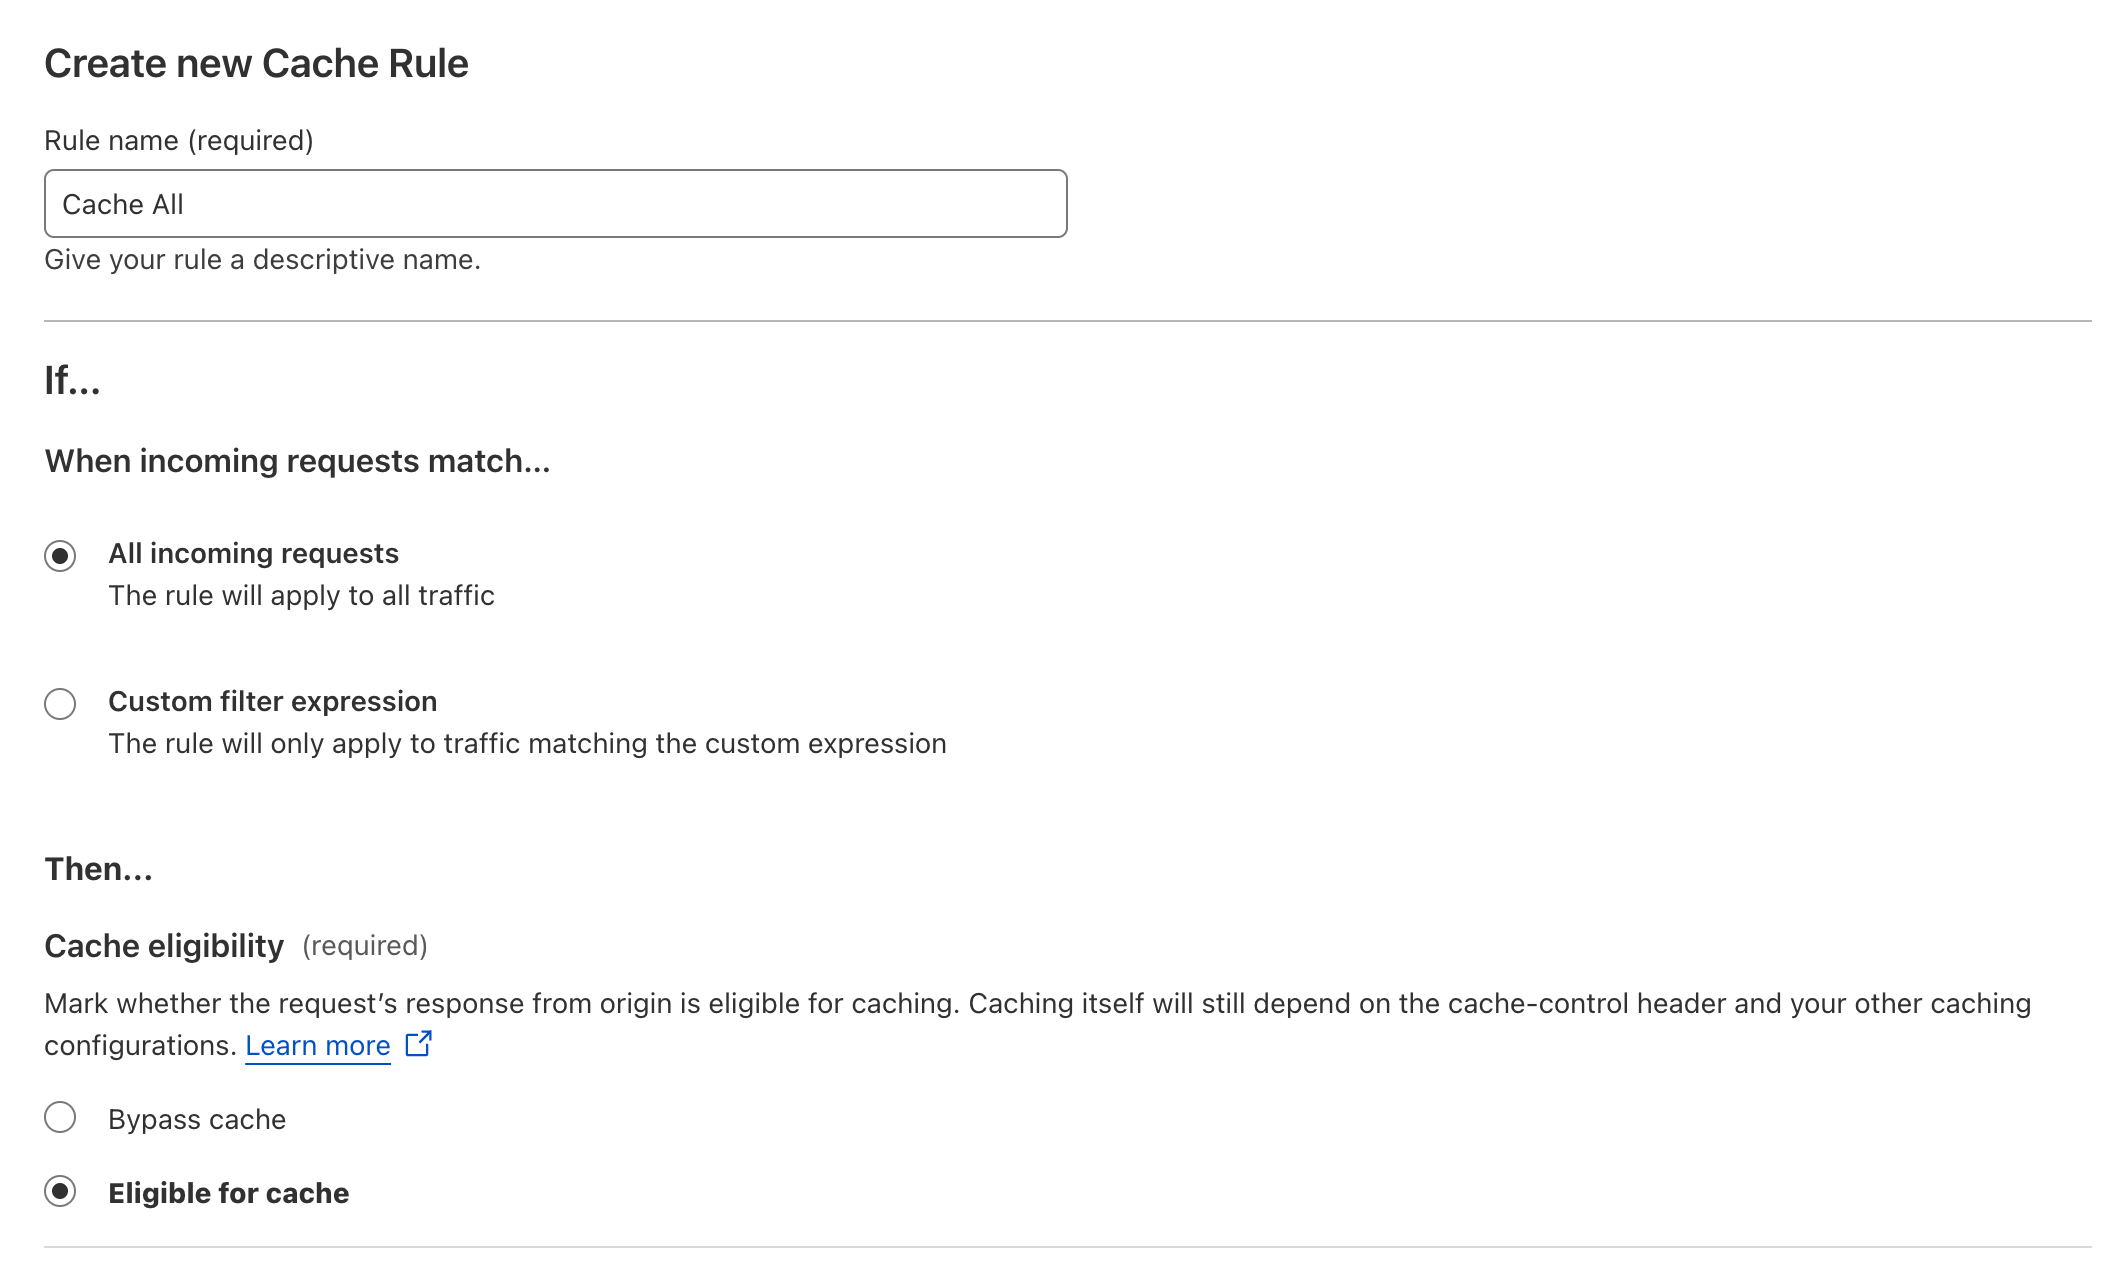 Create new Cache Rule
Rule name (required)
Cache All
Give your rule a descriptive name.
If...
When incoming requests match...
All incoming requests
The rule will apply to all traffic
Custom filter expression
The rule will only apply to traffic matching the custom expression
Then...
Cache eligibility (required)
Mark whether the request’s response from origin is eligible for caching. Caching itself will still depend on the cache-control header and your other caching
configurations. Learn more
Bypass cache
Eligible for cache